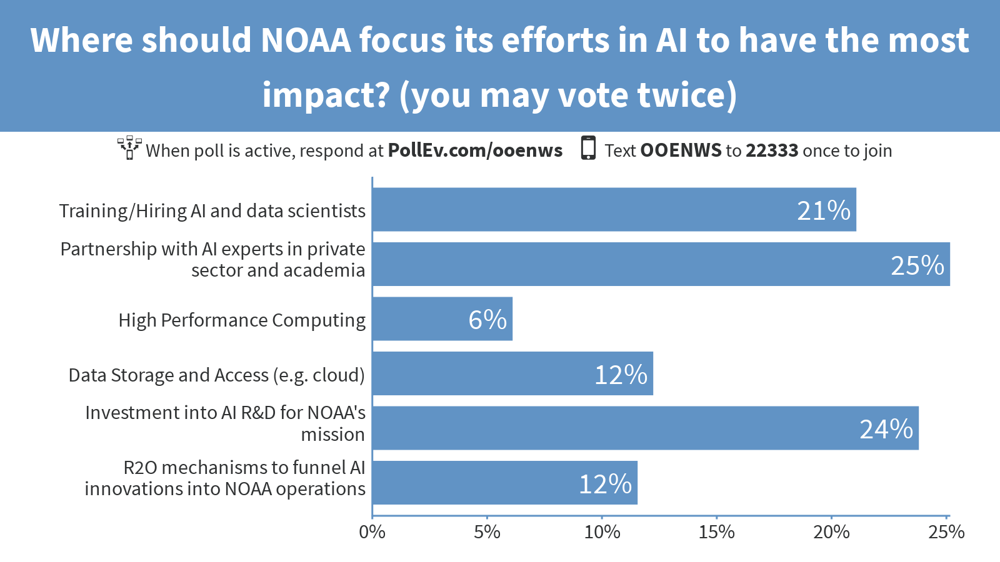 Where should NOAA focus its efforts in AI to have the most
impact? (you may vote twice)
When poll is active, respond at PollEv.com/ooenws Text OOENWS to 22333 once to join
Training/Hiring AI and data scientists
21%
Partnership with AI experts in private
sector and academia
25%
High Performance Computing
6%
Data Storage and Access (e.g. cloud)
12%
Investment into AI R&D for NOAA's
mission
24%
R2O mechanisms to funnel AI
innovations into NOAA operations
12%
0% 5% 10% 15% 20% 25%